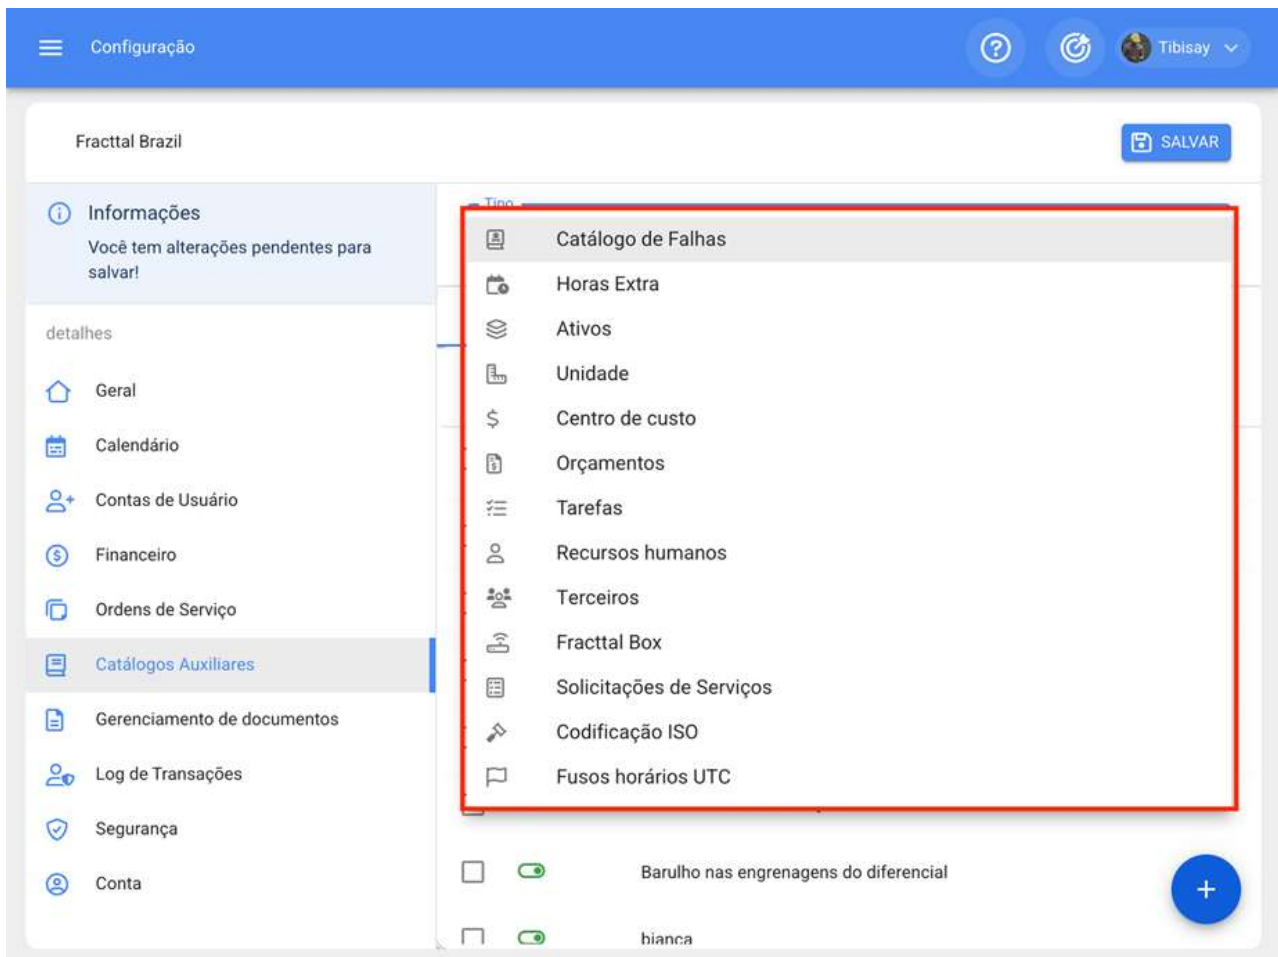 Configuração
Tibisay
Fracttal Brazil
SALVAR
Informações
Você tem alterações pendentes para
salvar!
detalhes
Geral
Calendário
Contas de Usuário
Financeiro
Ordens de Serviço
Catálogos Auxiliares
Gerenciamento de documentos
Log de Transações
Segurança
Conta
Tipo
Catálogo de Falhas
Horas Extra
Ativos
Unidade
Centro de custo
Orçamentos
Tarefas
Recursos humanos
Terceiros
Fracttal Box
Solicitações de Serviços
Codificação ISO
Fusos horários UTC
Barulho nas engrenagens do diferencial
bianca